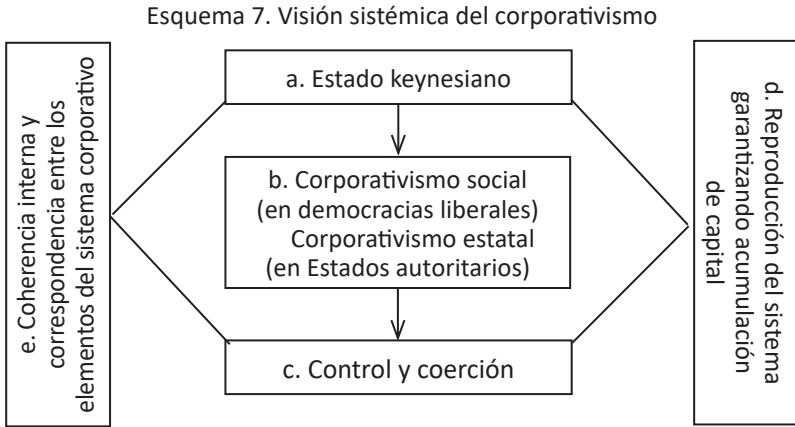 Esquema 7. Visión sistémica del corporativismo
e. Coherencia interna y
correspondencia entre los
elementos del sistema corporativo
a. Estado keynesiano
b. Corporativismo social
(en democracias liberales)
Corporativismo estatal
(en Estados autoritarios)
c. Control y coerción
d. Reproducción del sistema
garantizando acumulación
de capital